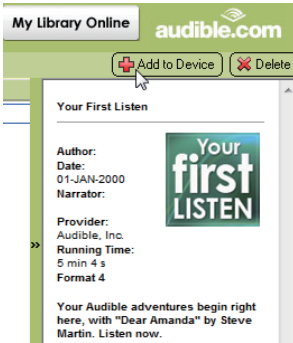 My Library Online
audible.com
Add to Device
Delete
Your First Listen
Author:
Date:
01-JAN-2000
Narrator:
Provider:
Audible, Inc.
Running Time:
5 min 4 s
Format 4
Your
first
LISTEN
»
Your Audible adventures begin right
here, with "Dear Amanda" by Steve
Martin. Listen now.